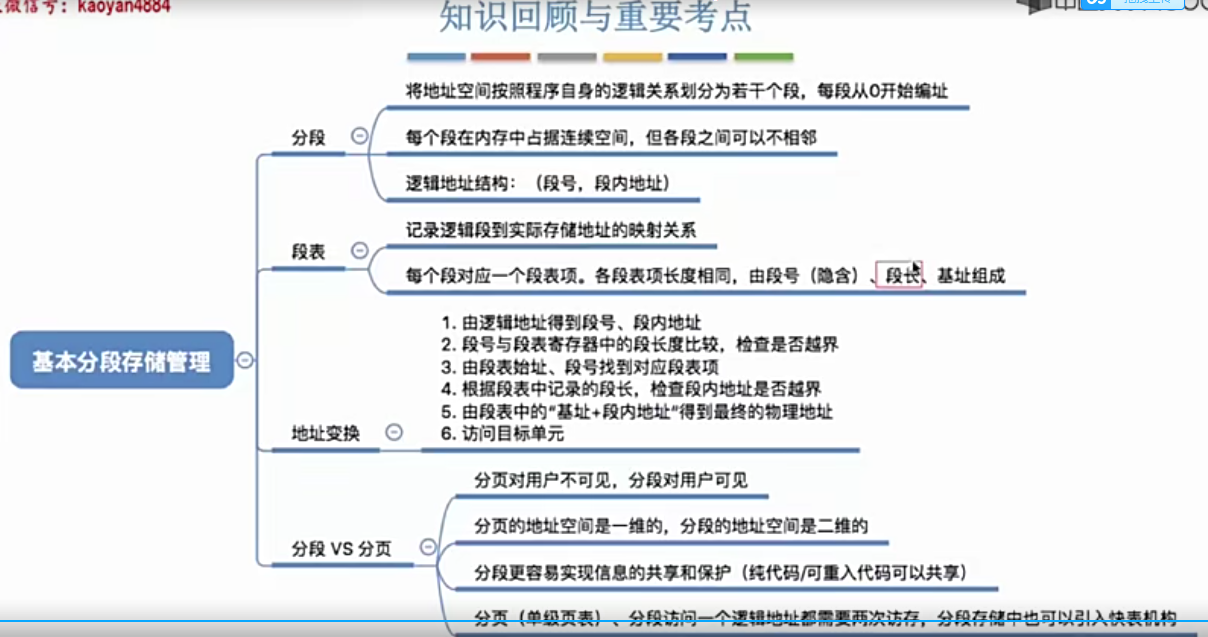 微信号：kaoyan4884
知识回顾与重要考点
将地址空间按照程序自身的逻辑关系划分为若干个段，每段从0开始编址
分段
每个段在内存中占据连续空间，但各段之间可以不相邻
逻辑地址结构：（段号，段内地址）
记录逻辑段到实际存储地址的映射关系
段表
每个段对应一个段表项。各段表项长度相同，由段号（隐含）、段长、基址组成
1. 由逻辑地址得到段号、段内地址
2. 段号与段表寄存器中的段长度比较，检查是否越界
3. 由段表始址、段号找到对应段表项
基本分段存储管理
4. 根据段表中记录的段长，检查段内地址是否越界
5. 由段表中的“基址+段内地址”得到最终的物理地址
地址变换
6. 访问目标单元
分页对用户不可见，分段对用户可见
分页的地址空间是一维的，分段的地址空间是二维的
分段 VS 分页
分段更容易实现信息的共享和保护（纯代码/可重入代码可以共享）
分页（单级页表）、分段访问一个逻辑地址都需要两次访存，分段存储中也可以引入快表机构